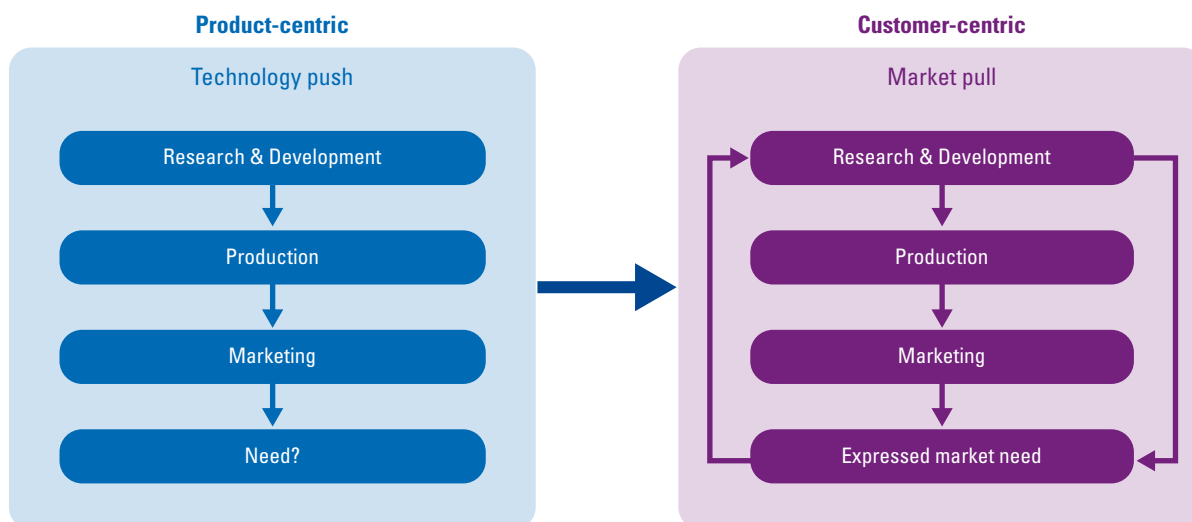 Product-centric
Technology push
Research & Development
Production
Marketing
Need?
Customer-centric
Market pull
Research & Development
Production
Marketing
Expressed market need